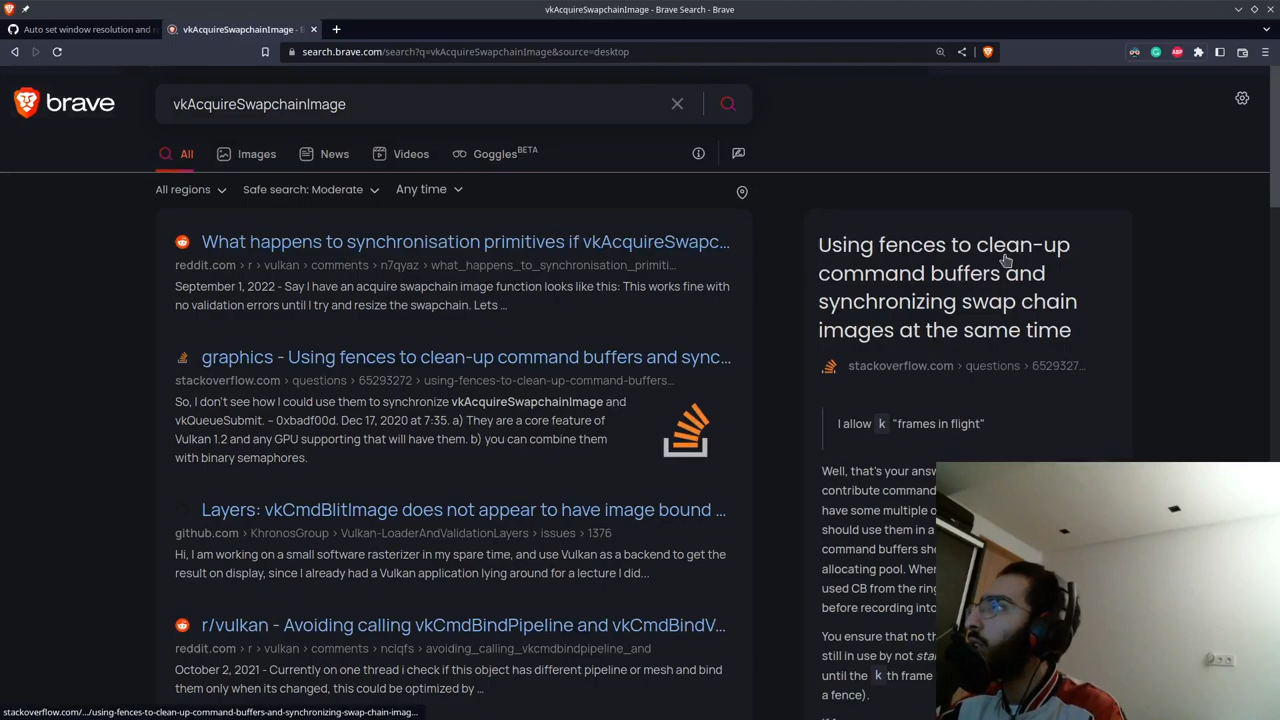 vkAcquireSwapchainImage - Brave Search - Brave
Auto set window resolution and r
vkAcquireSwapchainImage - B
search.brave.com/search?q=vkAcquireSwapchainImage&source=desktop
brave
vkAcquireSwapchainImage
All
Images
News
Videos
Goggles BETA
All regions
Safe search: Moderate
Any time
What happens to synchronisation primitives if vkAcquireSwapc...
reddit.com › r › vulkan › comments › n7qyaz › what_happens_to_synchronisation_primiti...
September 1, 2022 - Say I have an acquire swapchain image function looks like this: This works fine with
no validation errors until I try and resize the swapchain. Lets ...
graphics - Using fences to clean-up command buffers and sync...
stackoverflow.com › questions › 65293272 › using-fences-to-clean-up-command-buffers...
So, I don't see how I could use them to synchronize vkAcquireSwapchainImage and
vkQueueSubmit. – 0xbadf00d. Dec 17, 2020 at 7:35. a) They are a core feature of
Vulkan 1.2 and any GPU supporting that will have them. b) you can combine them
with binary semaphores.
Layers: vkCmdBlitImage does not appear to have image bound ...
github.com › KhronosGroup › Vulkan-LoaderAndValidationLayers › issues › 1376
Hi, I am working on a small software rasterizer in my spare time, and use Vulkan as a backend to get the
result on display, since I already had a Vulkan application lying around for a lecture I did...
r/vulkan - Avoiding calling vkCmdBindPipeline and vkCmdBindV...
reddit.com › r › vulkan › comments › nclqfs › avoiding_calling_vkcmdbindpipeline_and
October 2, 2021 - Currently on one thread i check if this object has different pipeline or mesh and bind
them only when its changed, this could be optimized by ...
Using fences to clean-up
command buffers and
synchronizing swap chain
images at the same time
stackoverflow.com › questions › 6529327...
I allow k "frames in flight"
Well, that's your answ
contribute command
have some multiple o
should use them in a
command buffers sho
allocating pool. When
used CB from the ring
before recording into
You ensure that no th
still in use by not sta
until the k th frame
a fence).
stackoverflow.com/.../using-fences-to-clean-up-command-buffers-and-synchronizing-swap-chain-imag...